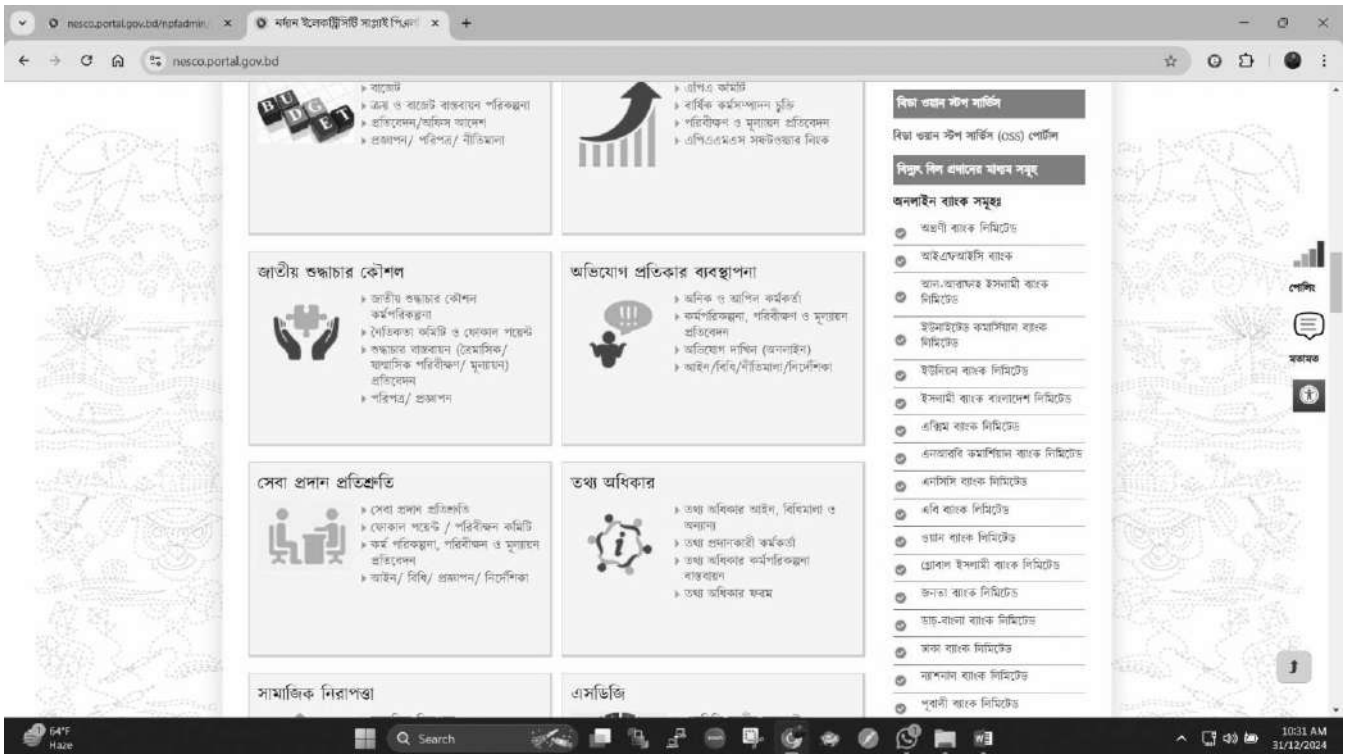 nesco.portal.gov.bd/npfadmin
নর্দান ইলেকট্রিসিটি সাপ্লাই পিএল
nesco.portal.gov.bd
BUDGET
বাজেট
ক্রয় ও বাজেট বাস্তবায়ন পরিকল্পনা
প্রতিবেদন/অফিস আদেশ
প্রজ্ঞাপন/ পরিপত্র/ নীতিমালা
এপিএ কমিটি
বার্ষিক কর্মসম্পাদন চুক্তি
পরিবীক্ষণ ও মূল্যায়ন প্রতিবেদন
এপিএএমএস সফটওয়্যার লিংক
জাতীয় শুদ্ধাচার কৌশল
জাতীয় শুদ্ধাচার কৌশল
কর্মপরিকল্পনা
নৈতিকতা কমিটি ও ফোকাল পয়েন্ট
শুদ্ধাচার বাস্তবায়ন (ত্রৈমাসিক/
ষান্মাসিক পরিবীক্ষণ/ মূল্যায়ন)
প্রতিবেদন
পরিপত্র/ প্রজ্ঞাপন
অভিযোগ প্রতিকার ব্যবস্থাপনা
অনিক ও আপিল কর্মকর্তা
কর্মপরিকল্পনা, পরিবীক্ষণ ও মূল্যায়ন
প্রতিবেদন
অভিযোগ দাখিল (অনলাইন)
আইন/বিধি/নীতিমালা/নির্দেশিকা
সেবা প্রদান প্রতিশ্রুতি
সেবা প্রদান প্রতিশ্রুতি
ফোকাল পয়েন্ট / পরিবীক্ষন কমিটি
কর্ম পরিকল্পনা, পরিবীক্ষন ও মূল্যায়ন
প্রতিবেদন
আইন/ বিধি/ প্রজ্ঞাপন/ নির্দেশিকা
তথ্য অধিকার
তথ্য অধিকার আইন, বিধিমালা ও
অন্যান্য
তথ্য প্রদানকারী কর্মকর্তা
তথ্য অধিকার কর্মপরিকল্পনা
বাস্তবায়ন
তথ্য অধিকার ফরম
সামাজিক নিরাপত্তা
এসডিজি
বিডা ওয়ান স্টপ সার্ভিস
বিডা ওয়ান স্টপ সার্ভিস (OSS) পোর্টাল
বিদ্যুৎ বিল প্রদানের মাধ্যম সমূহ
অনলাইন ব্যাংক সমূহঃ
অগ্রণী ব্যাংক লিমিটেড
আইএফআইসি ব্যাংক
আল-আরাফাহ ইসলামী ব্যাংক
লিমিটেড
ইউনাইটেড কমার্সিয়াল ব্যাংক
লিমিটেড
ইউনিয়ন ব্যাংক লিমিটেড
ইসলামী ব্যাংক বাংলাদেশ লিমিটেড
এক্সিম ব্যাংক লিমিটেড
এনআরবি কমার্শিয়াল ব্যাংক লিমিটেড
এনসিসি ব্যাংক লিমিটেড
এবি ব্যাংক লিমিটেড
ওয়ান ব্যাংক লিমিটেড
গ্লোবাল ইসলামী ব্যাংক লিমিটেড
জনতা ব্যাংক লিমিটেড
ডাচ্-বাংলা ব্যাংক লিমিটেড
ঢাকা ব্যাংক লিমিটেড
ন্যাশনাল ব্যাংক লিমিটেড
পূবালী ব্যাংক লিমিটেড
পোলিং
মতামত
64°F
Haze
Search
10:31 AM
31/12/2024